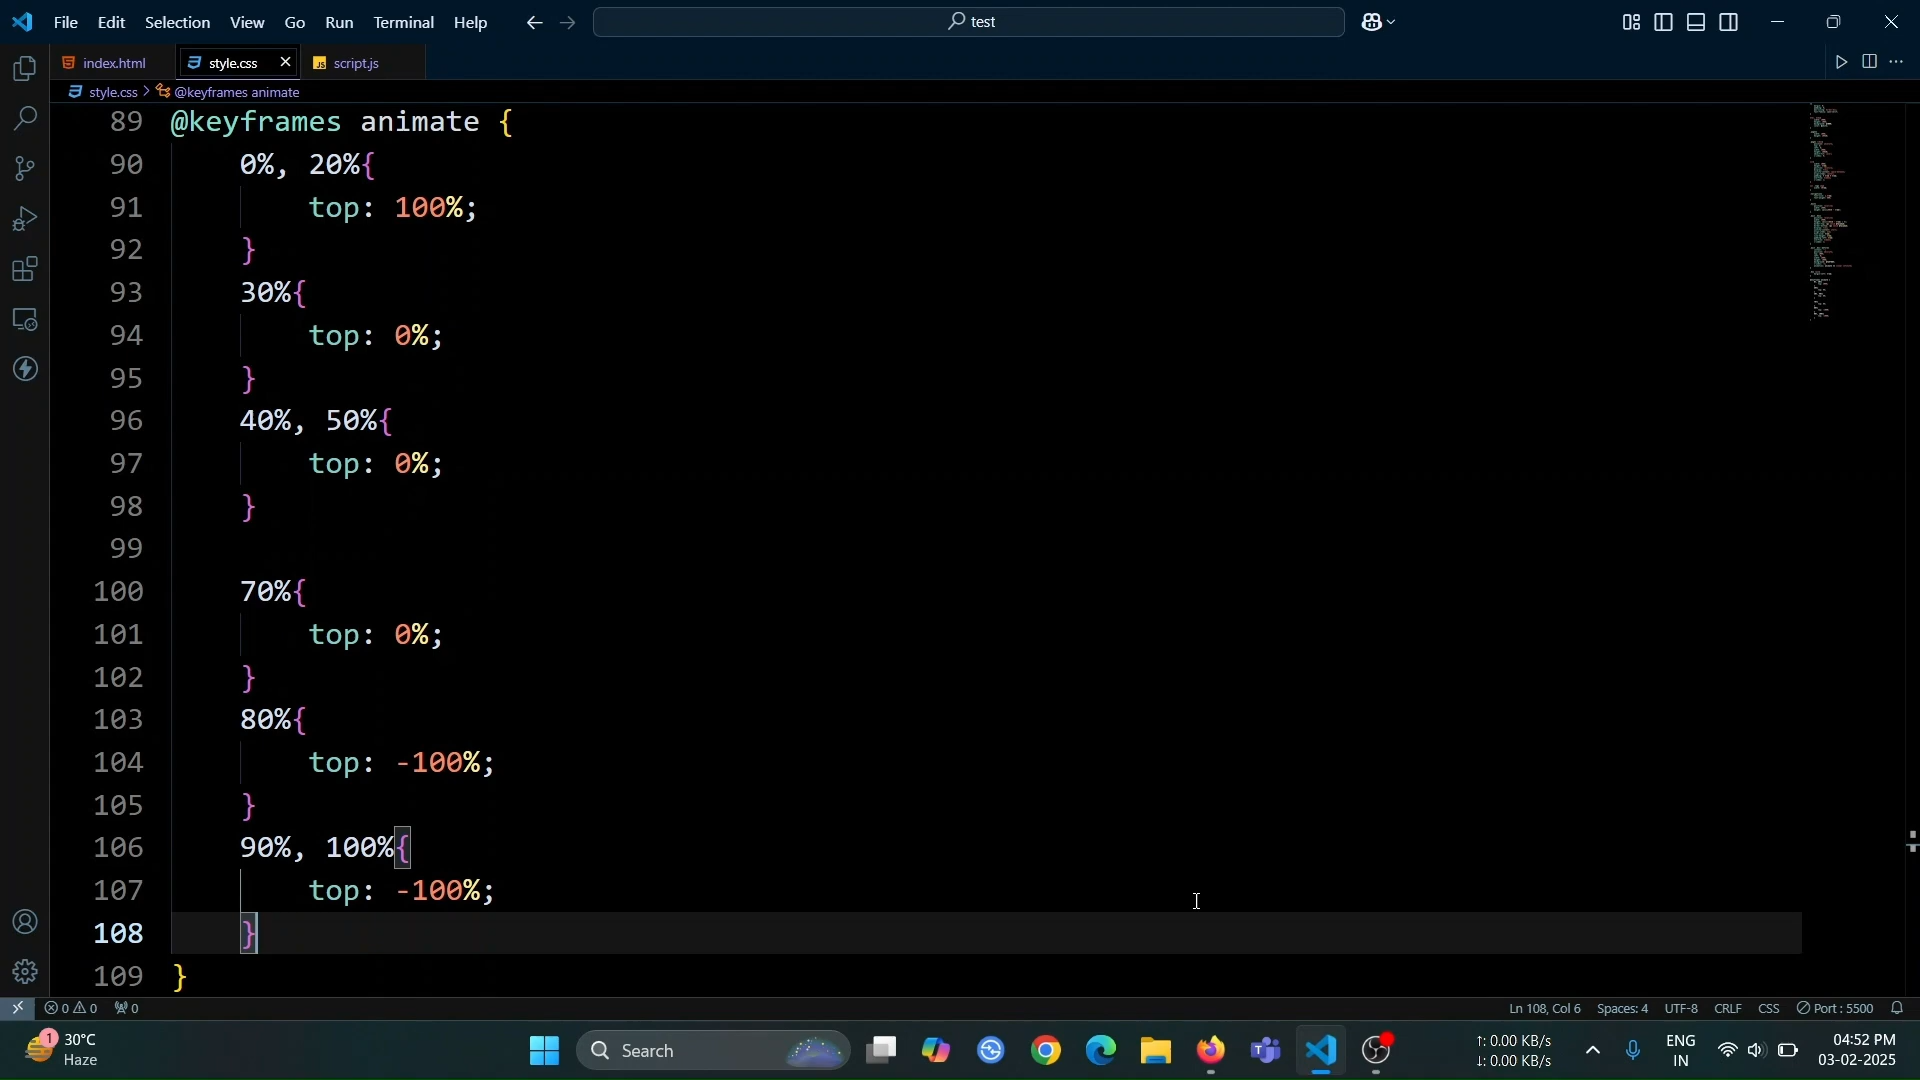 File Edit Selection View Go Run Terminal Help
test
index.html style.css script.js
style.css > @keyframes animate
89 @keyframes animate {
90 0%, 20%{
91 top: 100%;
92 }
93 30%{
94 top: 0%;
95 }
96 40%, 50%{
97 top: 0%;
98 }
99
100 70%{
101 top: 0%;
102 }
103 80%{
104 top: -100%;
105 }
106 90%, 100%{
107 top: -100%;
108 }
109 }
0 0 0 Ln 108, Col 6 Spaces: 4 UTF-8 CRLF CSS Port : 5500
1 30°C
Haze
Search
↑: 0.00 KB/s
↓: 0.00 KB/s
ENG
IN
04:52 PM
03-02-2025